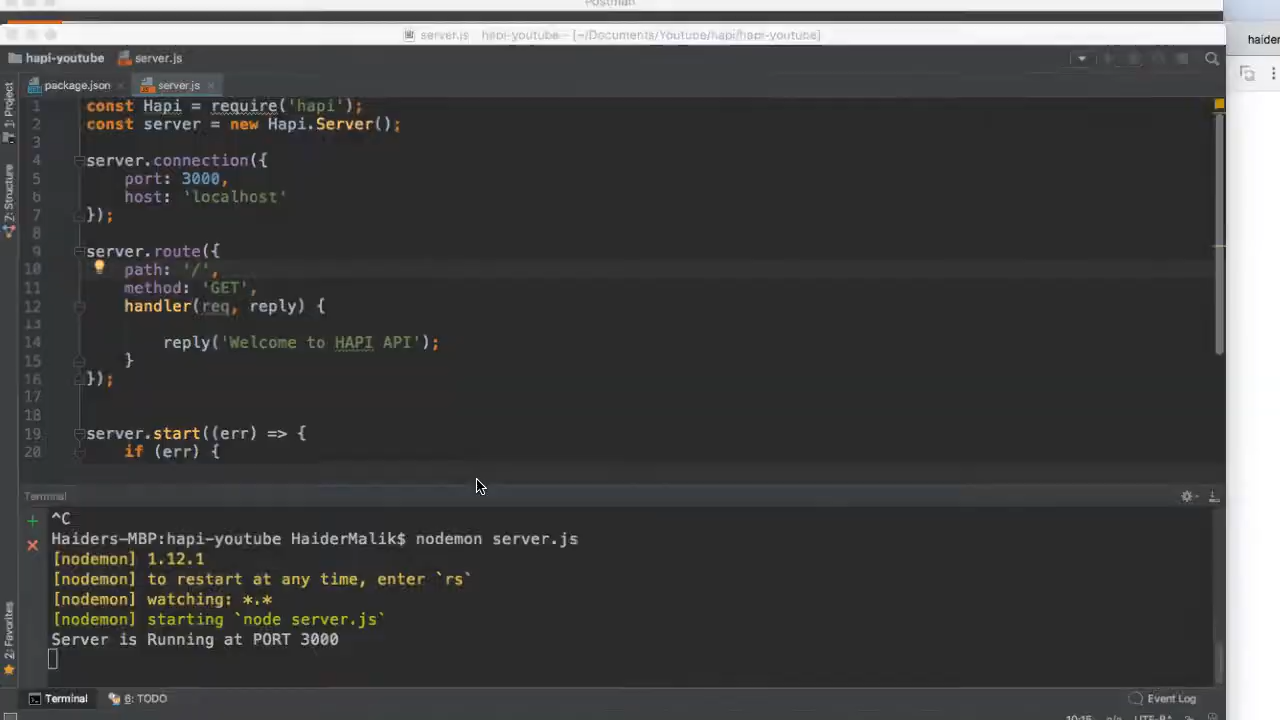 Postman
server.js hapi-youtube - [~/Documents/Youtube/hapi/hapi-youtube]
hapi-youtube server.js
haider
package.json server.js
1: Project
Z: Structure
2: Favorites
1 const Hapi = require('hapi');
2 const server = new Hapi.Server();
3
4 server.connection({
5 port: 3000,
6 host: 'localhost'
7 });
8
9 server.route({
10 path: '/',
11 method: 'GET',
12 handler(req, reply) {
13
14 reply('Welcome to HAPI API');
15 }
16 });
17
18
19 server.start((err) => {
20 if (err) {
Terminal
^C
Haiders-MBP:hapi-youtube HaiderMalik$ nodemon server.js
[nodemon] 1.12.1
[nodemon] to restart at any time, enter `rs`
[nodemon] watching: *.*
[nodemon] starting `node server.js`
Server is Running at PORT 3000
Terminal 6: TODO Event Log